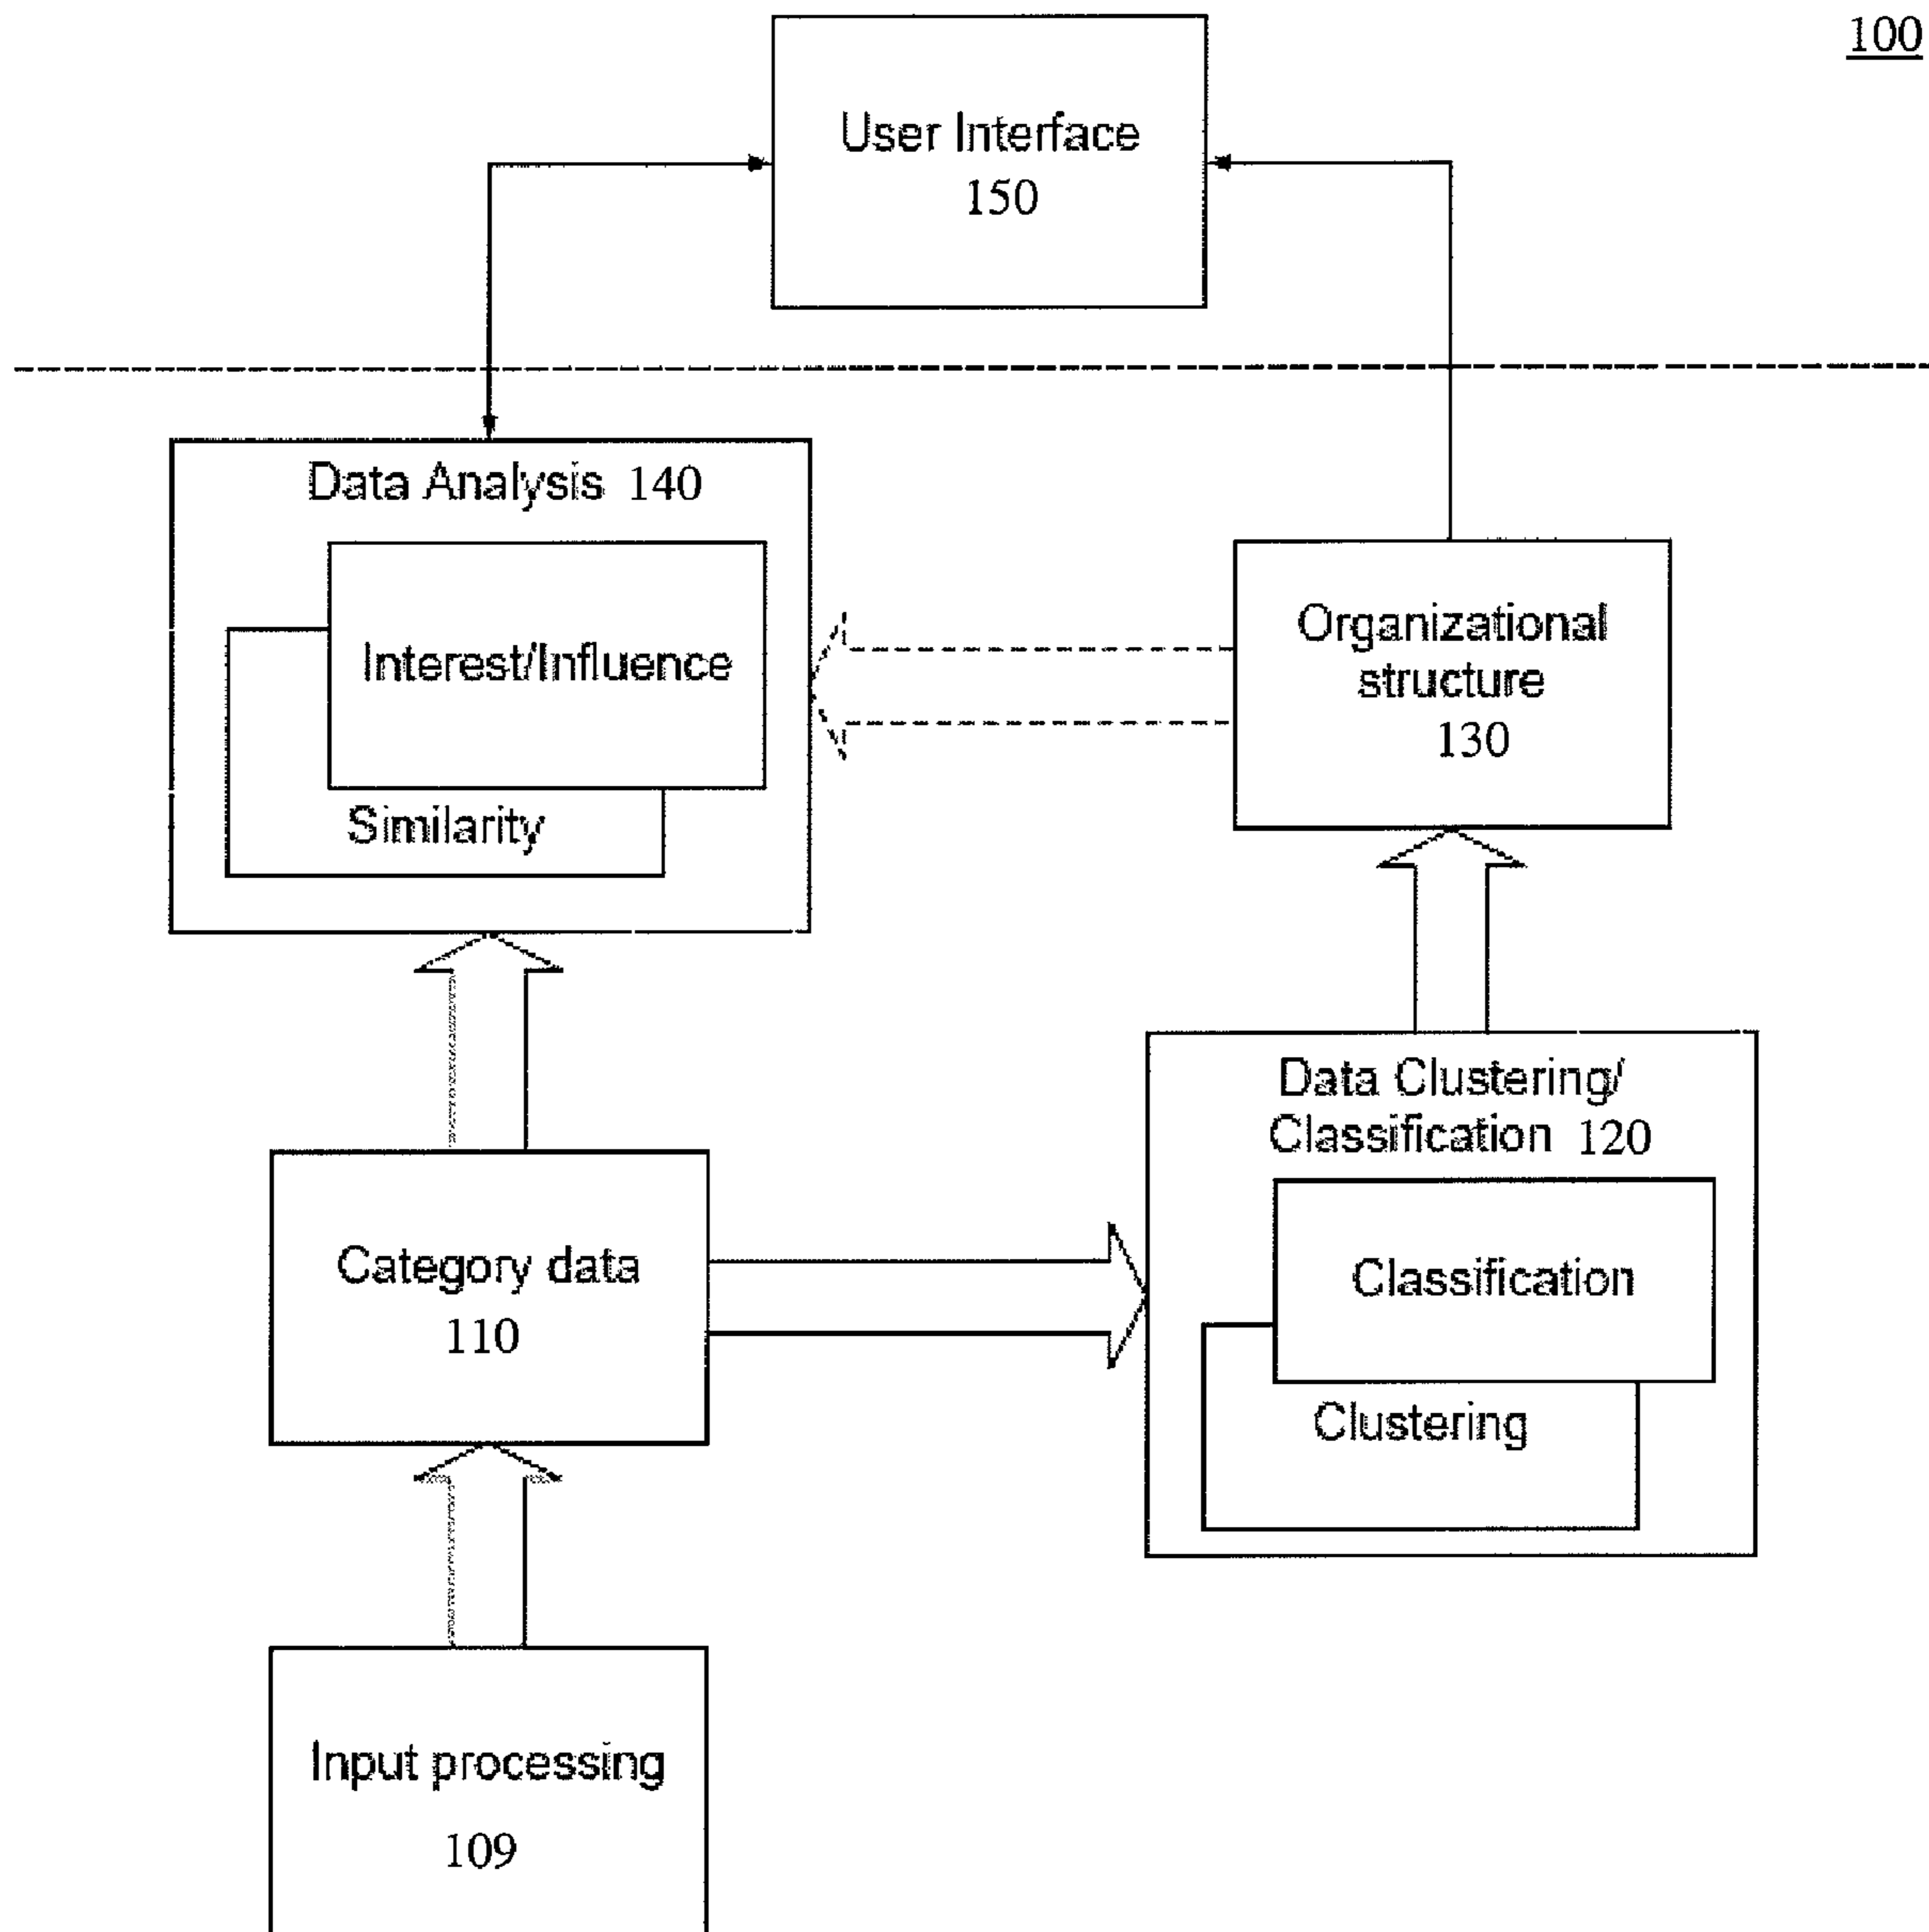 100
User Interface
150
Data Analysis 140
Interest/Influence
Similarity
Organizational
structure
130
Data Clustering/
Classification 120
Classification
Clustering
Category data
110
Input processing
109